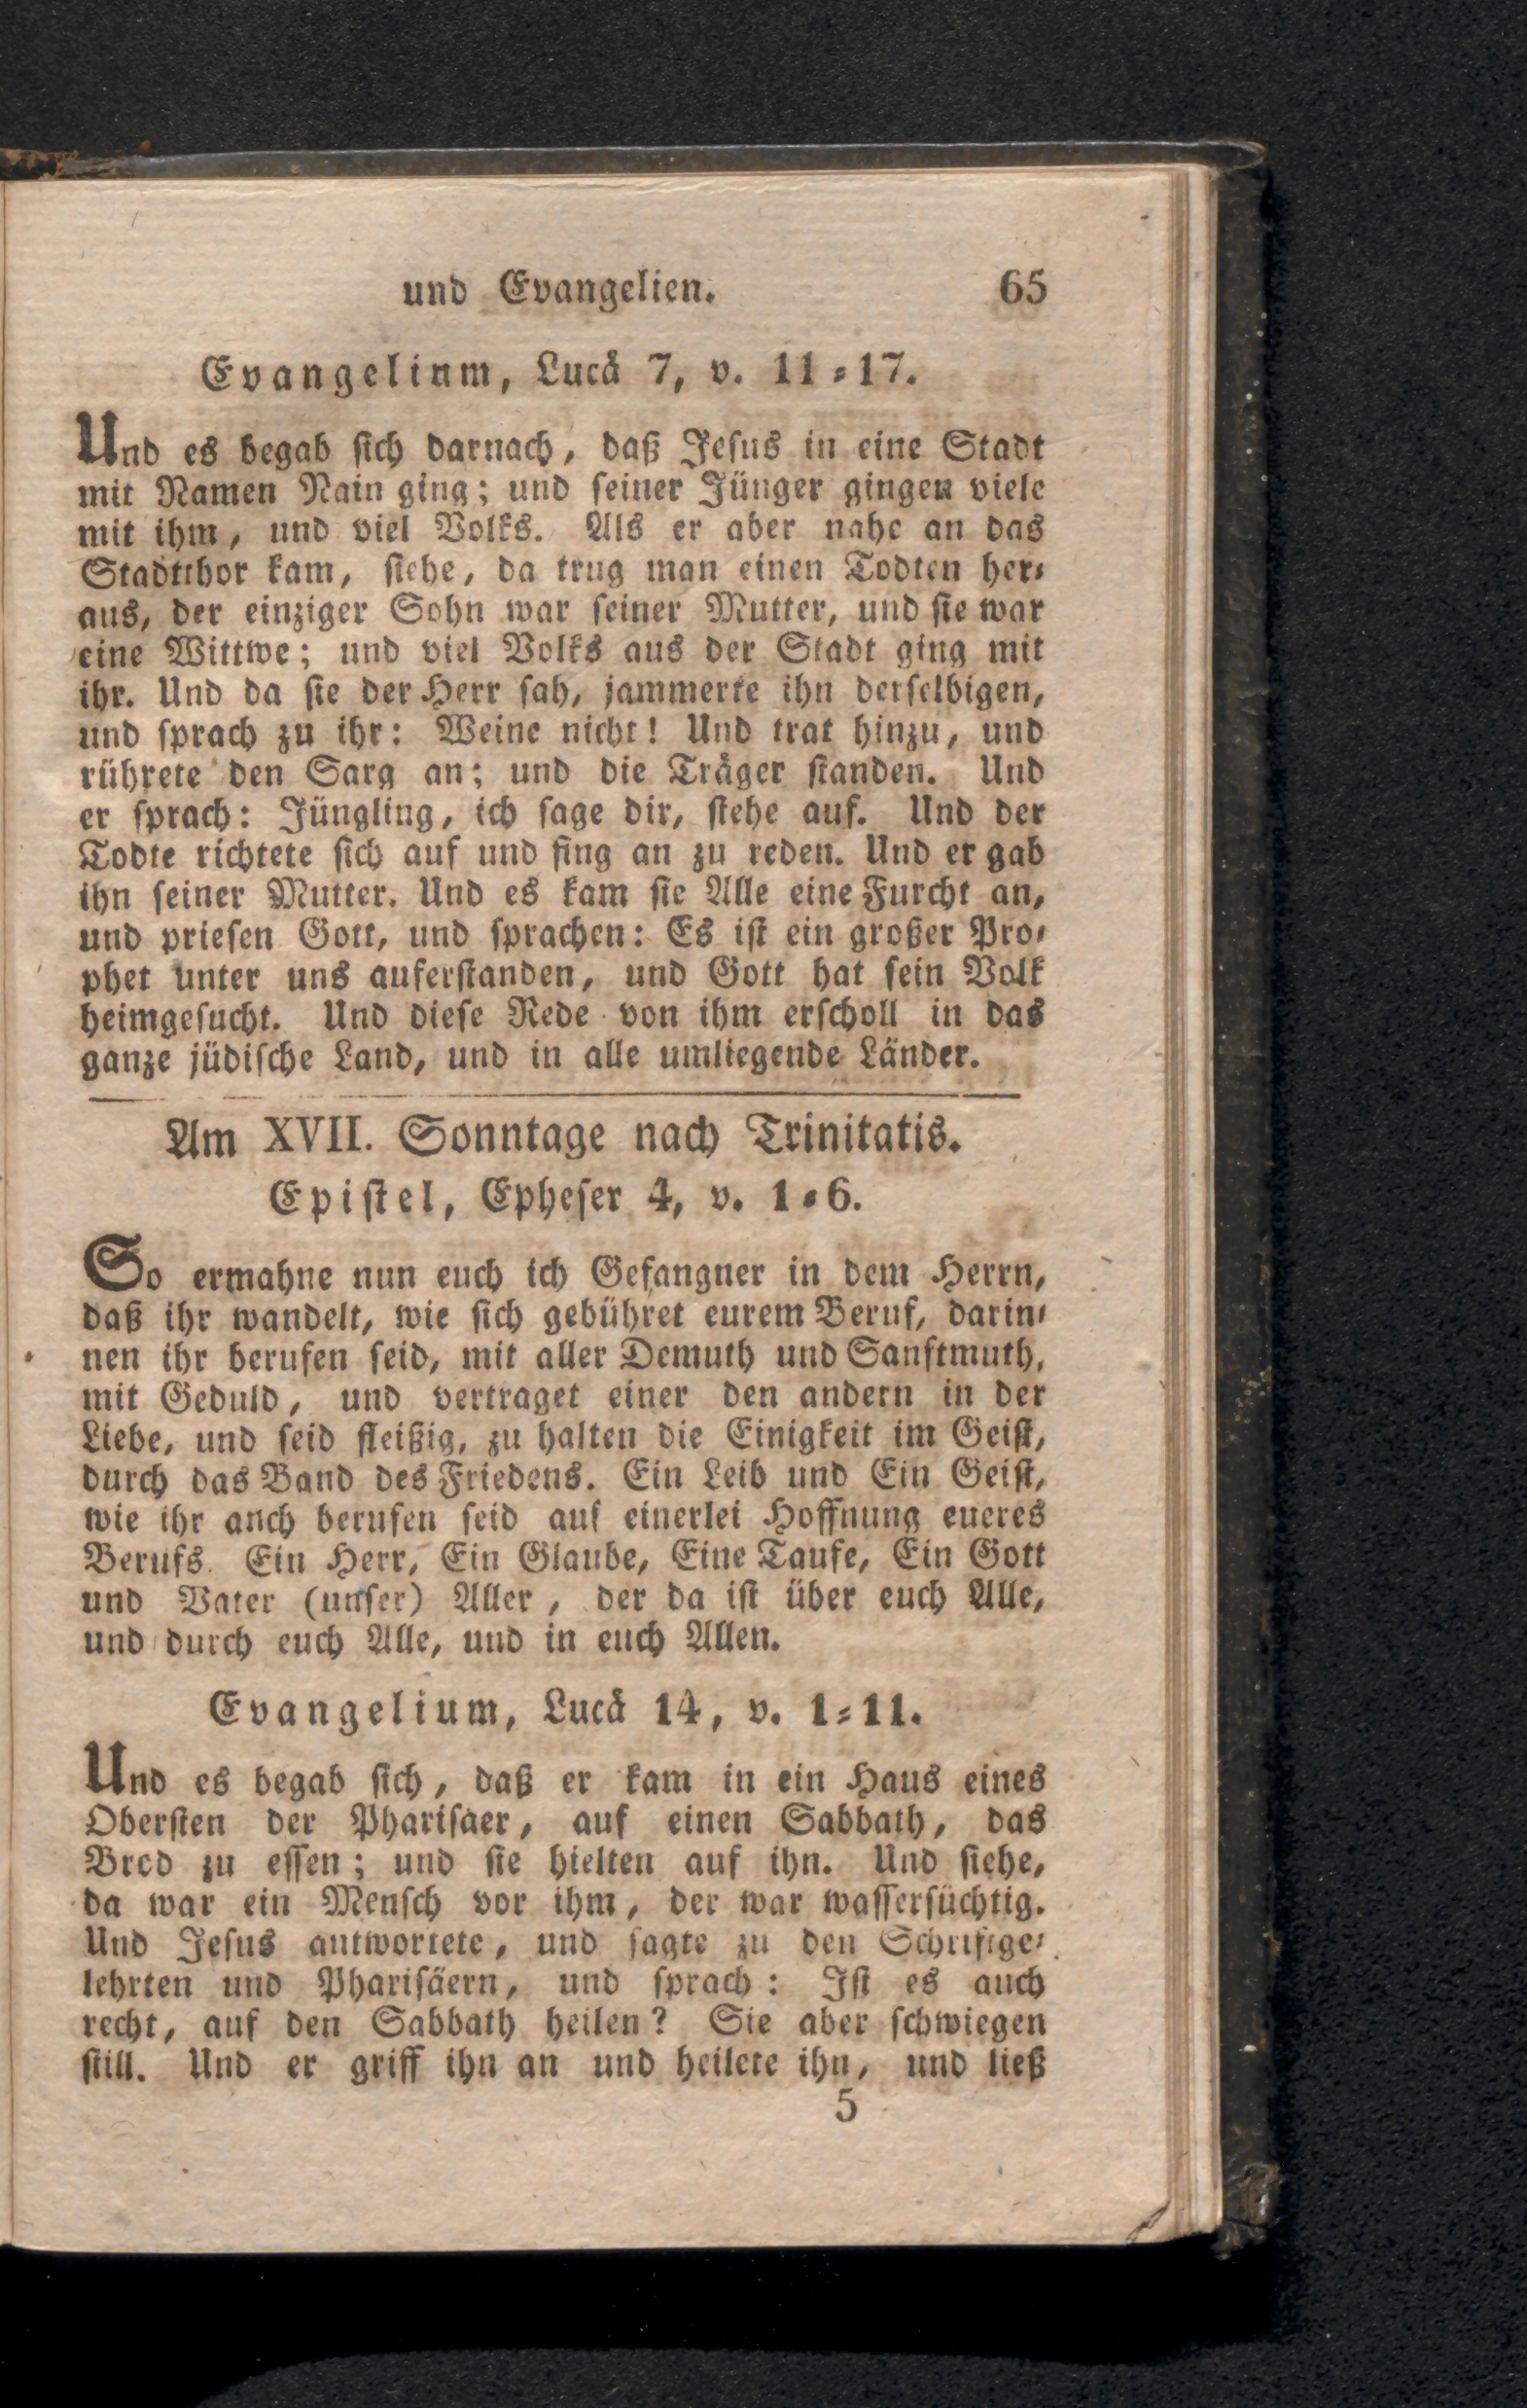 und Evangelien. 65
Evangelinm, Lucå 7, v. 11⸗17.
Und es begab ſich darnach, daß Jeſus in eine Stadt
mit Namen Nain ging; und ſeiner Jünger gingen viele
mit ihm, und viel Volks. Als er aber nahe an das
Stadtthor kam, ſiehe, da trug man einen Todten her⸗
aus, der einziger Sohn war ſeiner Mutter, und ſie war
eine Wittwe; und viel Volks aus der Stadt ging mit
ihr. Und da ſie der Herr ſah, jammerte ihn derſelbigen,
und ſprach zu ihr: Weine nicht! Und trat hinzu, und
rührete den Sarg an; und die Tråger ſtanden. Und
er ſprach: Jüngling, ich ſage dir, ſtehe auf. Und der
Todte richtete ſich auf und fing an zu reden. Und er gab
ihn ſeiner Mutter. Und es kam ſie Alle eine Furcht an,
und prieſen Gott, und ſprachen: Es iſt ein großer Pro⸗
phet unter uns auferſtanden, und Gott hat ſein Volk
heimgeſucht. Und dieſe Rede von ihm erſcholl in das
ganze jüdiſche Land, und in alle umliegende Länder.
Am XVII. Sonntage nach Trinitatis.
Epiſtel, Epheſer 4, v. 1⸗6.
So ermahne nun euch ich Gefangner in dem Herrn,
daß ihr wandelt, wie ſich gebühret eurem Beruf, darin⸗
nen ihr berufen ſeid, mit aller Demuth und Sanftmuth,
mit Geduld, und vertraget einer den andern in der
Liebe, und ſeid fleißig, zu halten die Einigkeit im Geiſt,
durch das Band des Friedens. Ein Leib und Ein Geiſt,
wie ihr anch berufen ſeid auf einerlei Hoffnung eueres
Berufs. Ein Herr, Ein Glaube, Eine Taufe, Ein Gott
und Vater (unſer) Aller, der da iſt über euch Alle,
und durch euch Alle, und in euch Allen.
Evangelium, Lucå 14, v. 1⸗11.
Und es begab ſich, daß er kam in ein Haus eines
Oberſten der Phariſäer, auf einen Sabbath, das
Brod zu eſſen; und ſie hielten auf ihn. Und ſiehe,
da war ein Menſch vor ihm, der war waſſerſüchtig.
Und Jeſus antwortete, und ſagte zu den Schriftge⸗
lehrten und Phariſäern, und ſprach: Iſt es auch
recht, auf den Sabbath heilen? Sie aber ſchwiegen
ſtill. Und er griff ihn an und heilete ihn, und ließ
5